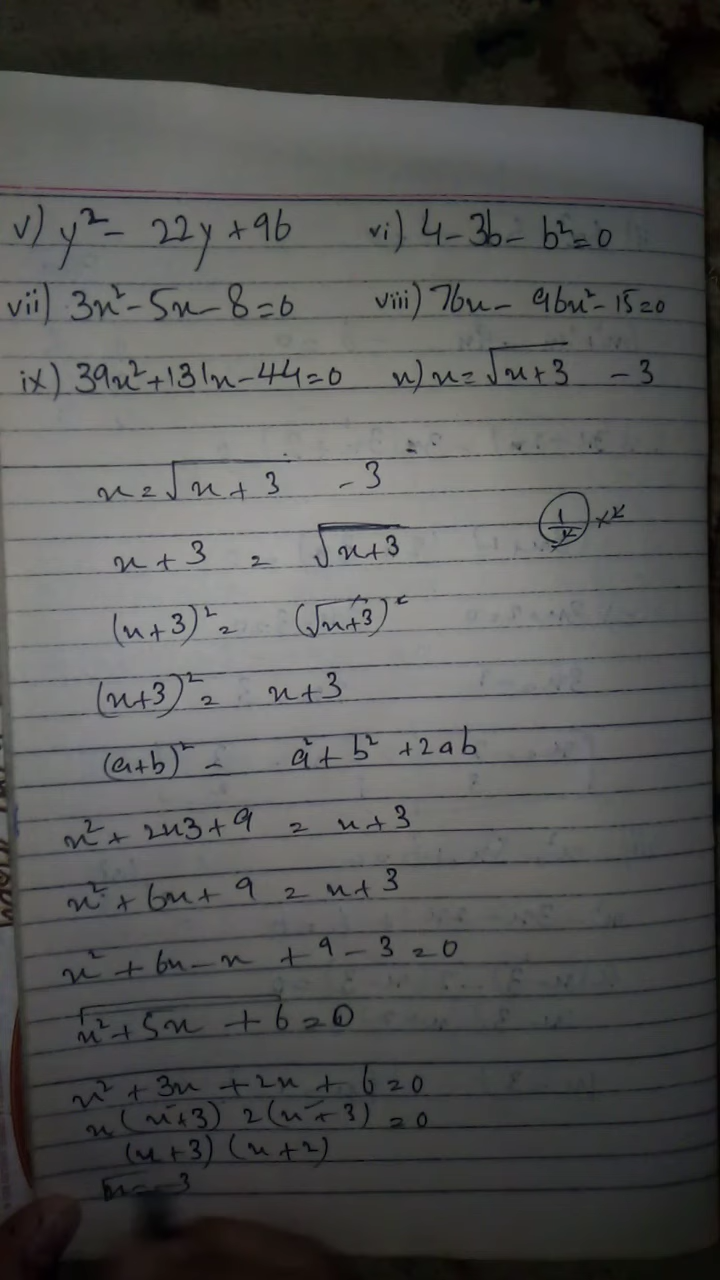 v) y² - 22y + 96 vi) 4 - 3b - b² = 0
vii) 3x² - 5x - 8 = 0 viii) 76x - 96x² - 15 = 0
ix) 39x² + 131x - 44 = 0 x) x = √(x+3) - 3
x = √(x+3) - 3
x + 3 = √(x+3)
(x+3)² = (√(x+3))²
(x+3)² = x+3
(a+b)² = a² + b² + 2ab
x² + 2x3 + 9 = x + 3
x² + 6x + 9 = x + 3
x² + 6x - x + 9 - 3 = 0
x² + 5x + 6 = 0
x² + 3x + 2x + 6 = 0
x(x+3) 2(x+3) = 0
(x+3) (x+2)
x = -3